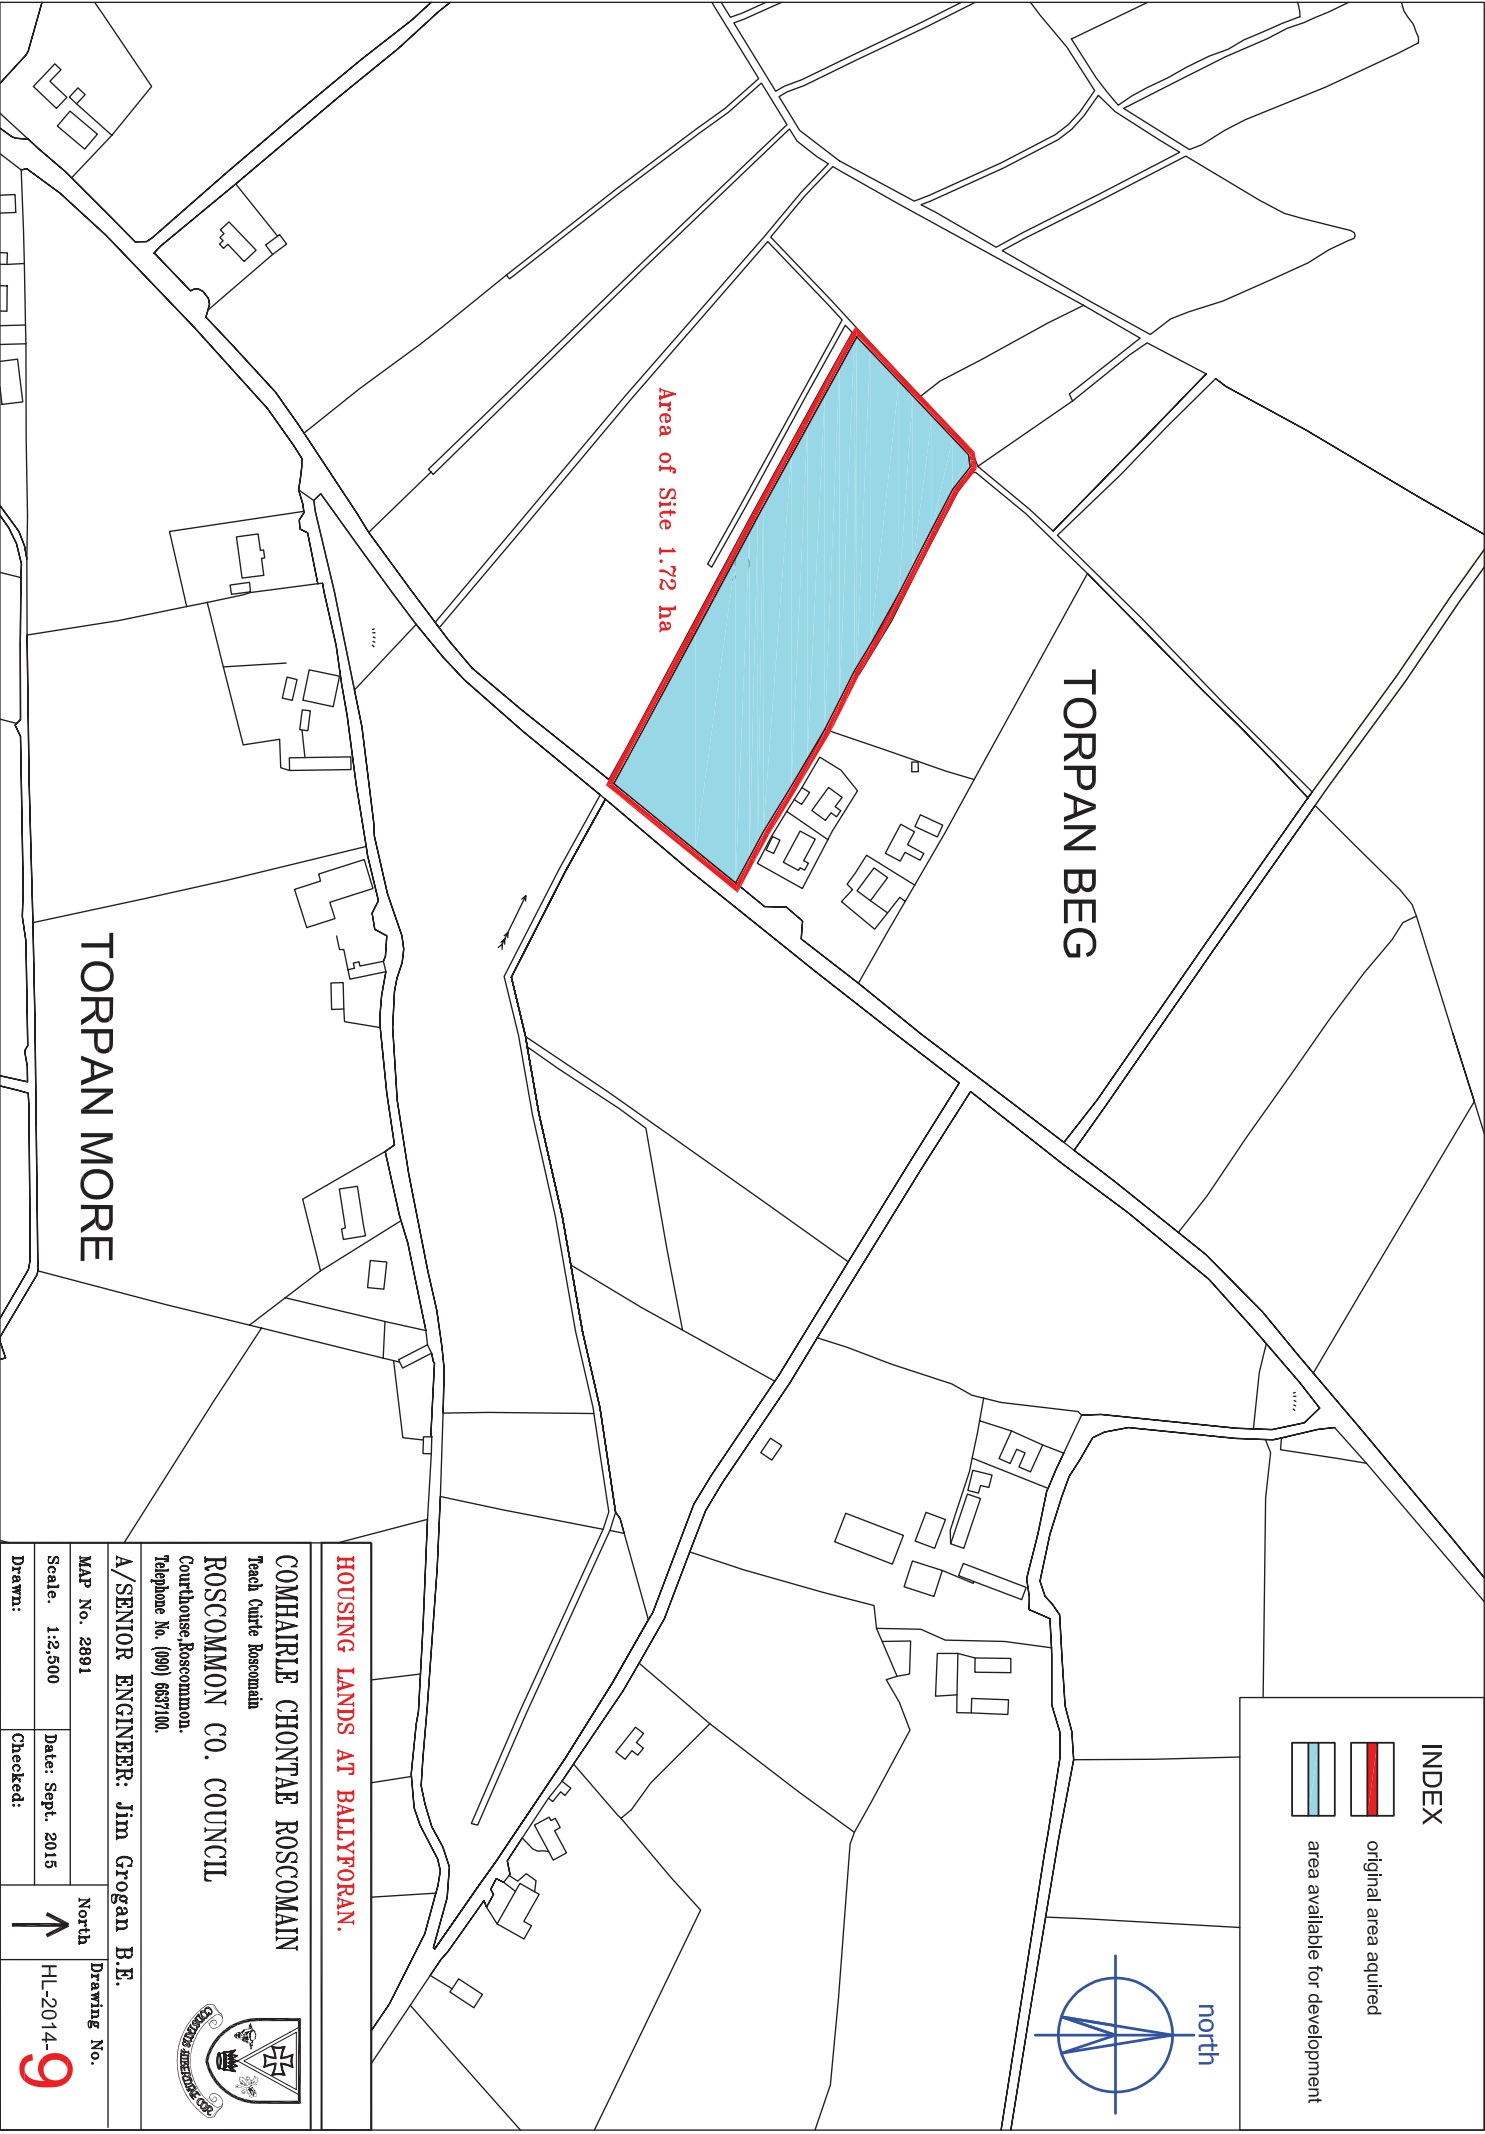 INDEX
original area aquired
area available for development
north
TORPAN BEG
Area of Site 1.72 ha
TORPAN MORE
HOUSING LANDS AT BALLYFORAN.
COMHAIRLE CHONTAE ROSCOMAIN
Teach Cuirte Roscomain
ROSCOMMON CO. COUNCIL
Courthouse,Roscommon.
Telephone No. (090) 6637100.
A/SENIOR ENGINEER: Jim Grogan B.E.
MAP No. 2891
Scale. 1:2,500
Date: Sept. 2015
Drawn:
Checked:
North
Drawing No.
HL-2014-9